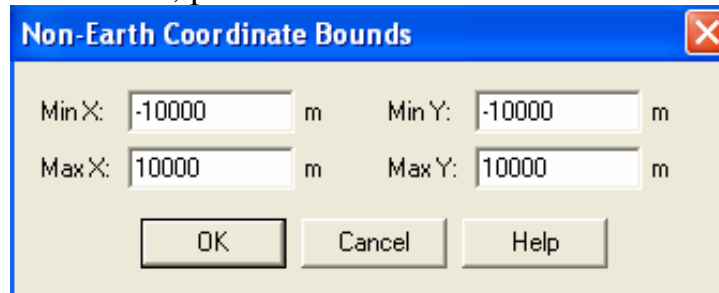 Non-Earth Coordinate Bounds
Min X: -10000 m Min Y: -10000 m
Max X: 10000 m Max Y: 10000 m
OK Cancel Help